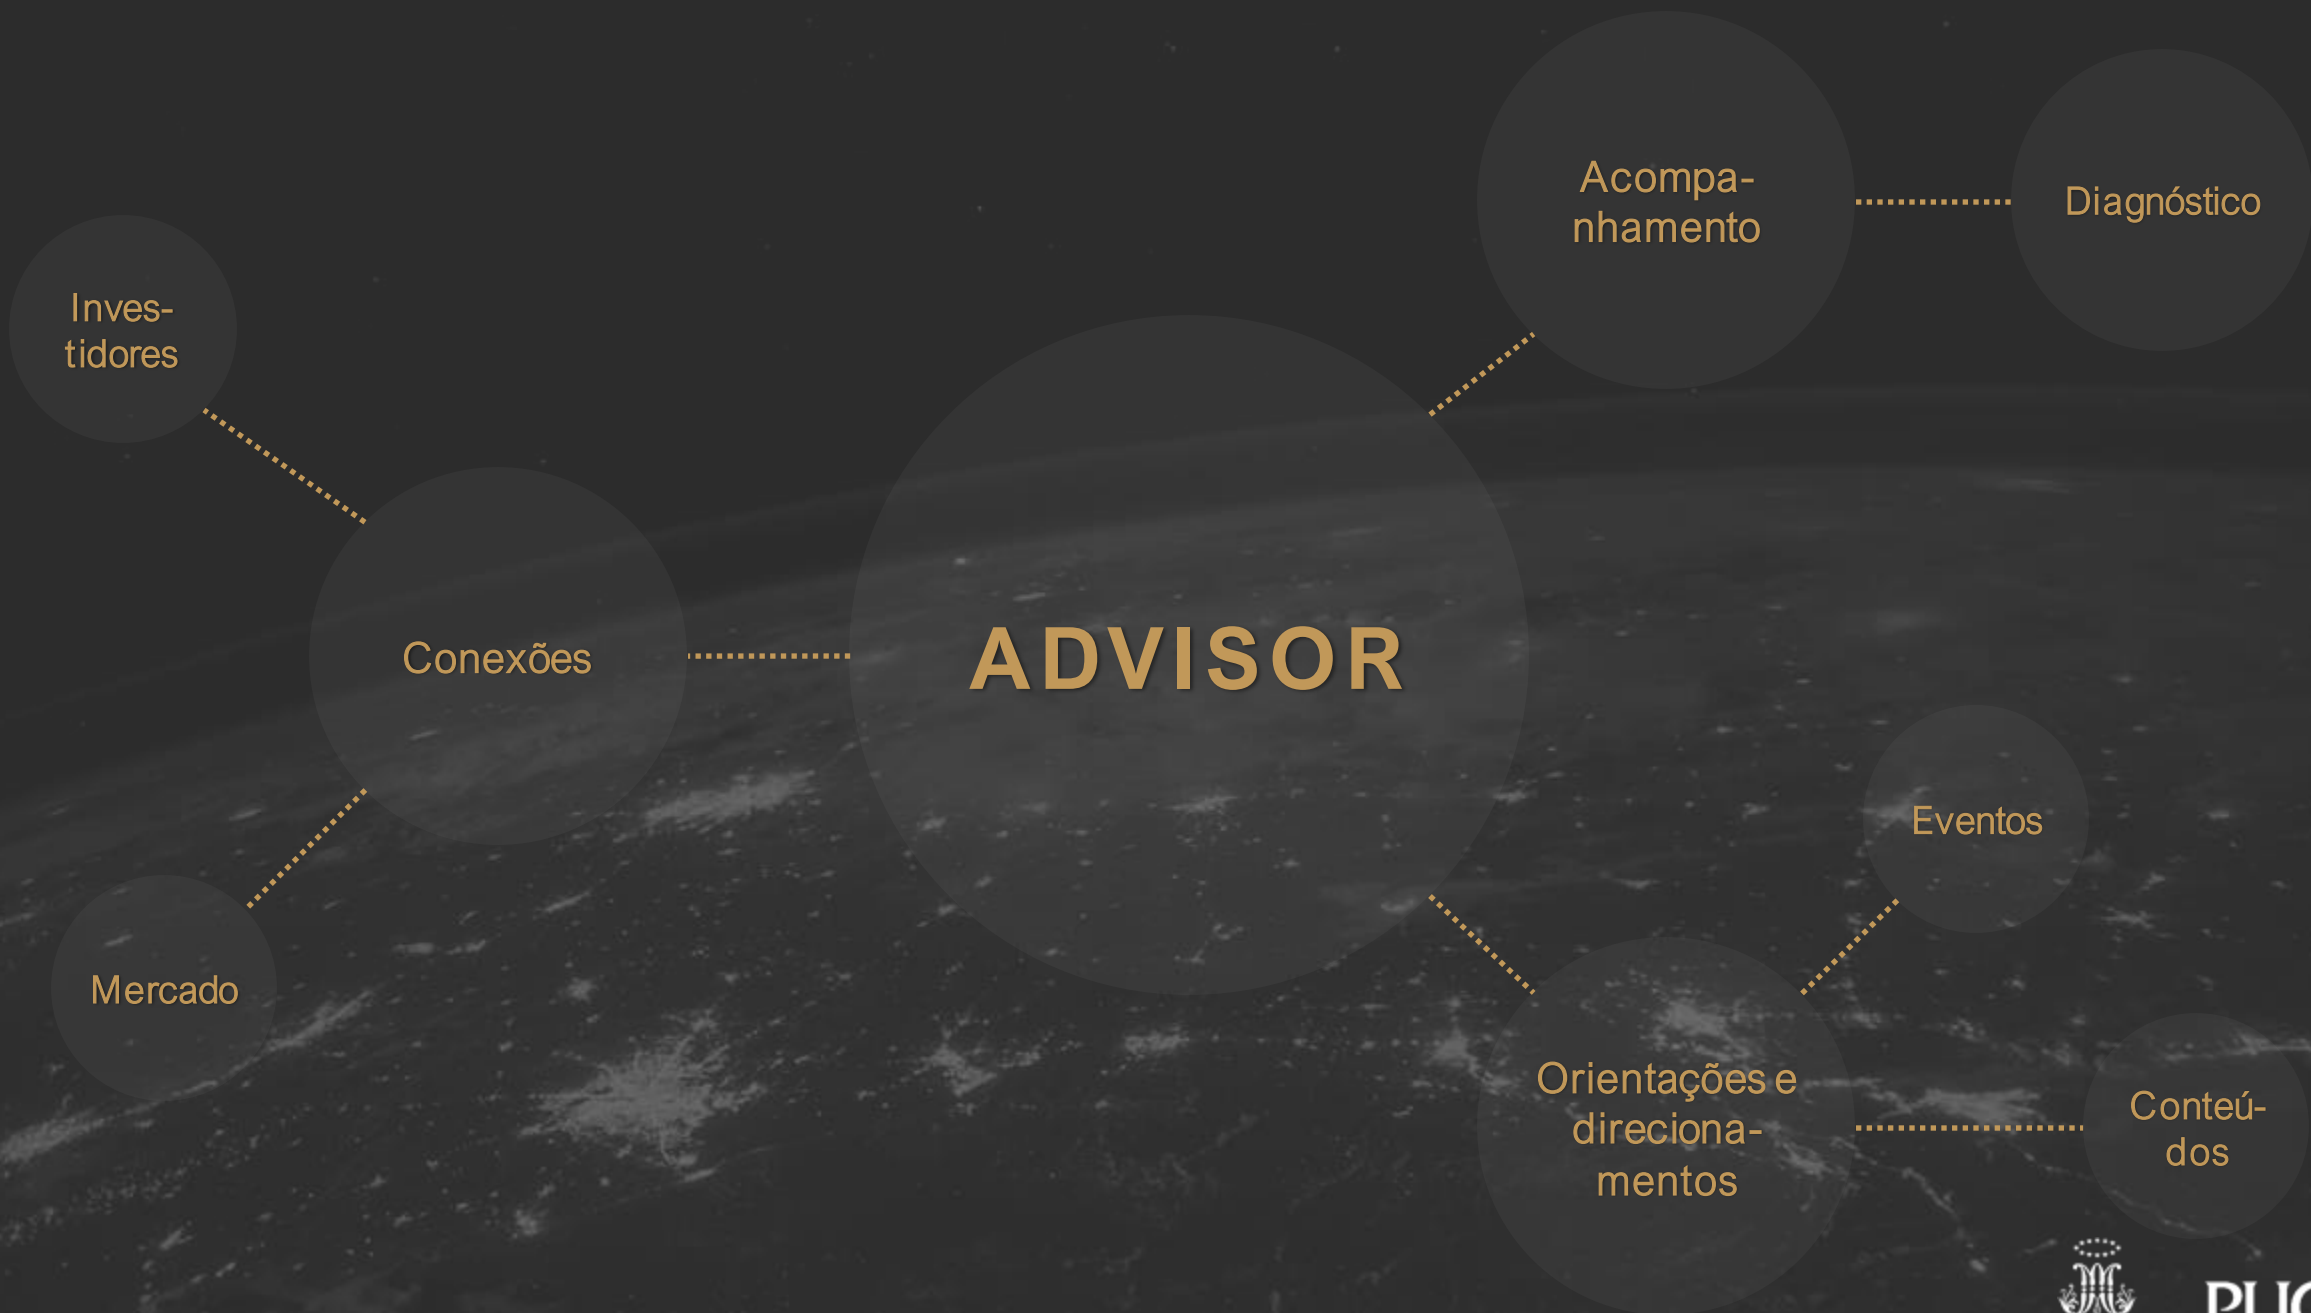 Acompa-
nhamento
Diagnóstico
Inves-
tidores
Conexões
ADVISOR
Eventos
Mercado
Orientações e
direciona-
mentos
Conteú-
dos